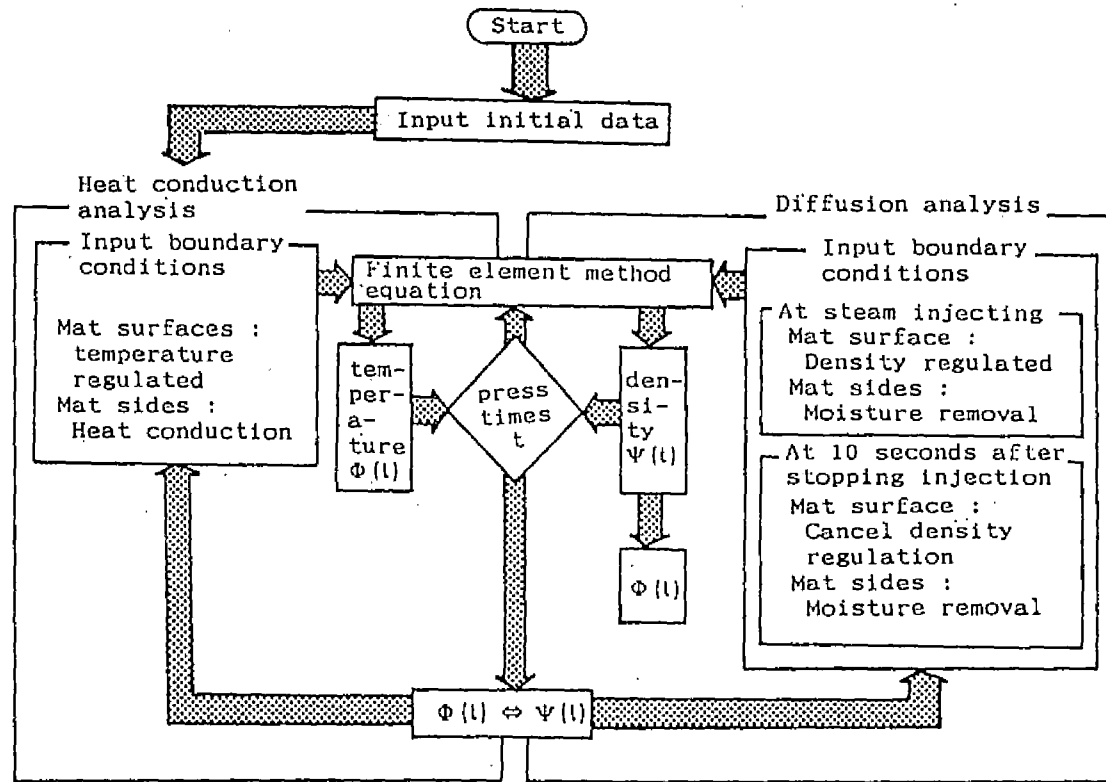 Start
Input initial data
Heat conduction
analysis
Input boundary
conditions
Mat surfaces :
temperature
regulated
Mat sides :
Heat conduction
Finite element method
equation
tem-
per-
a-
ture
Φ(t)
press
times
t
den-
si-
ty
Ψ(t)
Φ(t)
Φ(t) ⇔ Ψ(t)
Diffusion analysis
Input boundary
conditions
At steam injecting
Mat surface :
Density regulated
Mat sides :
Moisture removal
At 10 seconds after
stopping injection
Mat surface :
Cancel density
regulation
Mat sides :
Moisture removal